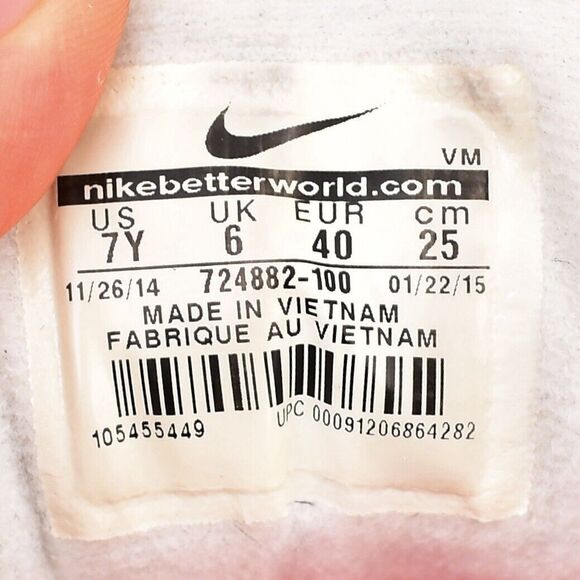 VM
nikebetterworld.com
US UK EUR cm
7Y 6 40 25
11/26/14 724882-100 01/22/15
MADE IN VIETNAM
FABRIQUE AU VIETNAM
105455449 UPC 00091206864282